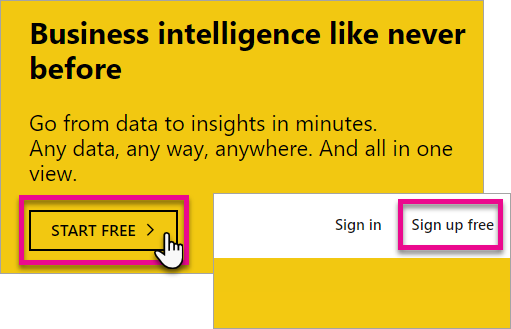 Business intelligence like never
before
Go from data to insights in minutes.
Any data, any way, anywhere. And all in one
view.
START FREE
Sign in
Sign up free